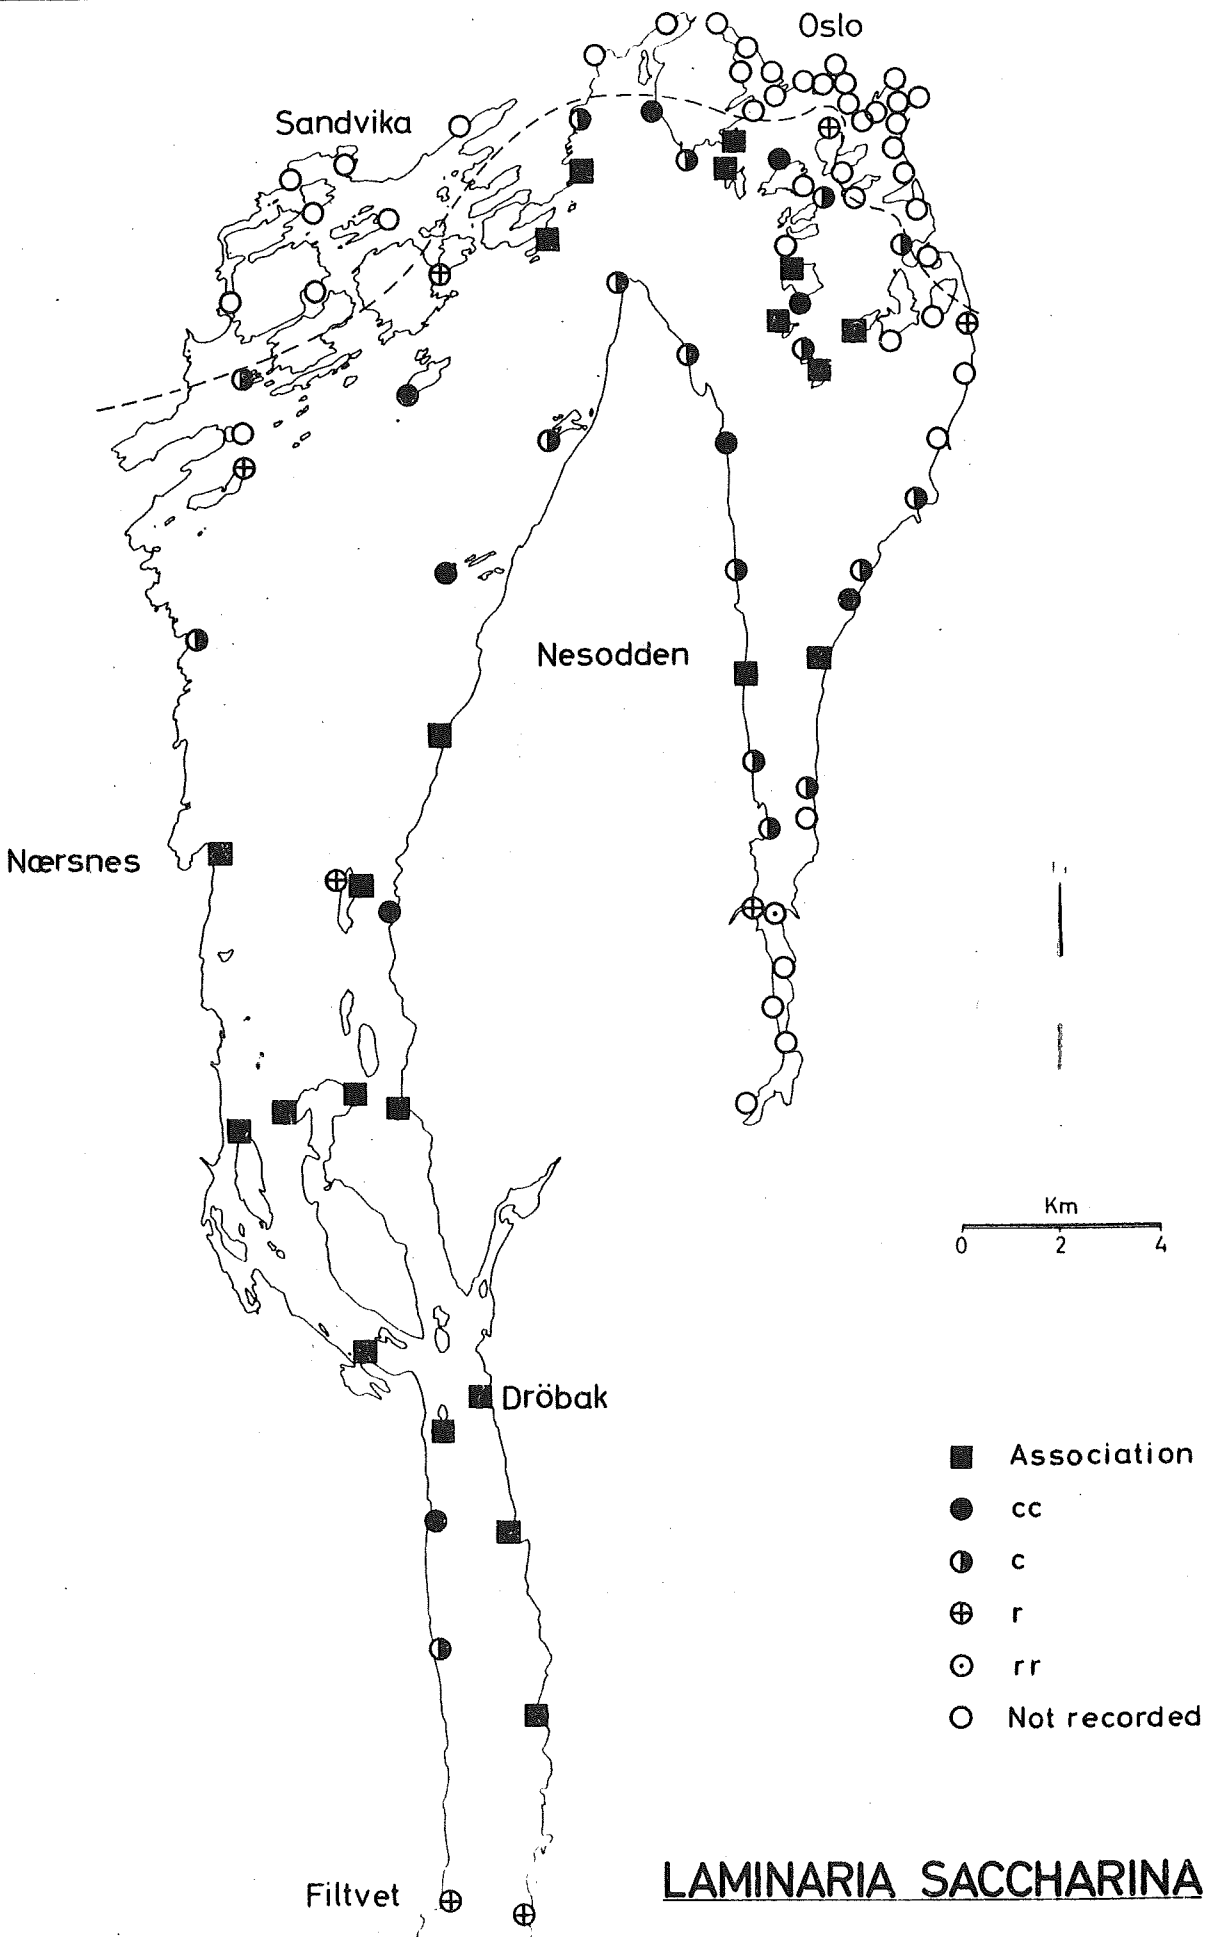 Oslo
Sandvika
Nesodden
Nærsnes
Km
0 2 4
Dröbak
Association
cc
c
r
rr
Not recorded
Filtvet
LAMINARIA SACCHARINA